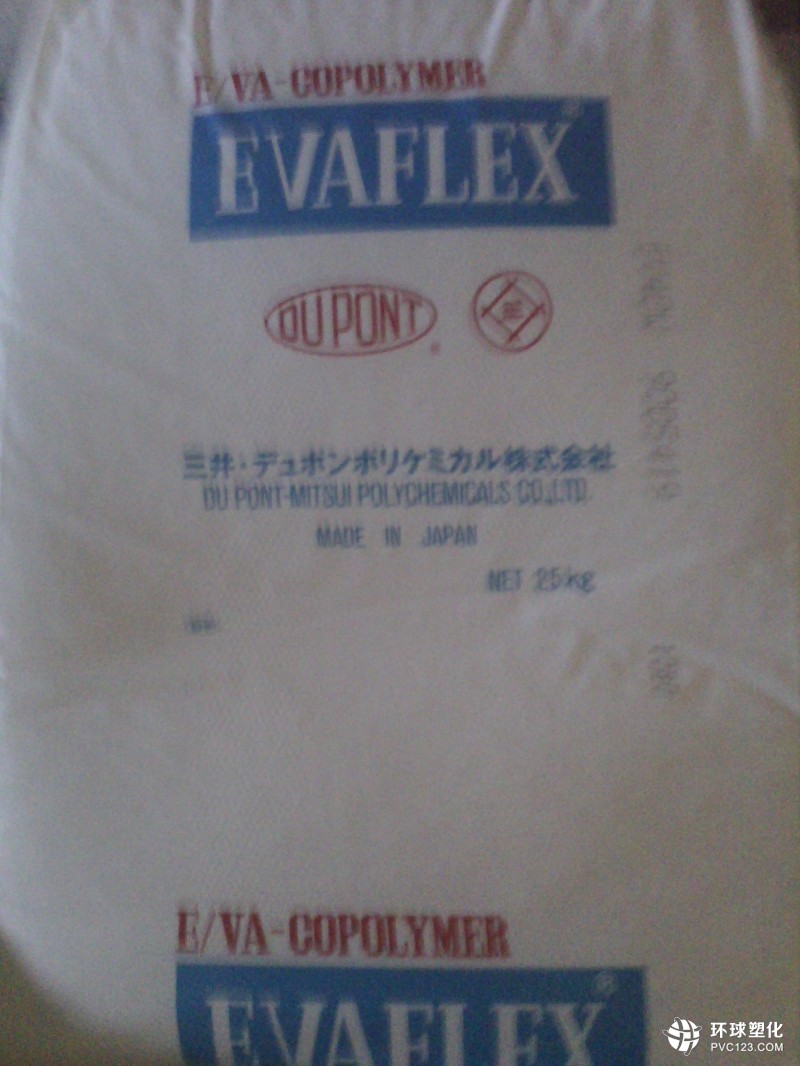 E/VA-COPOLYMER
EVAFLEX®
DU PONT®
三井・デュポンポリケミカル株式会社
DU PONT-MITSUI POLYCHEMICALS CO.,LTD.
MADE IN JAPAN
NET 25kg
E/VA-COPOLYMER
EVAFLEX®
环球塑化
PVC123.COM